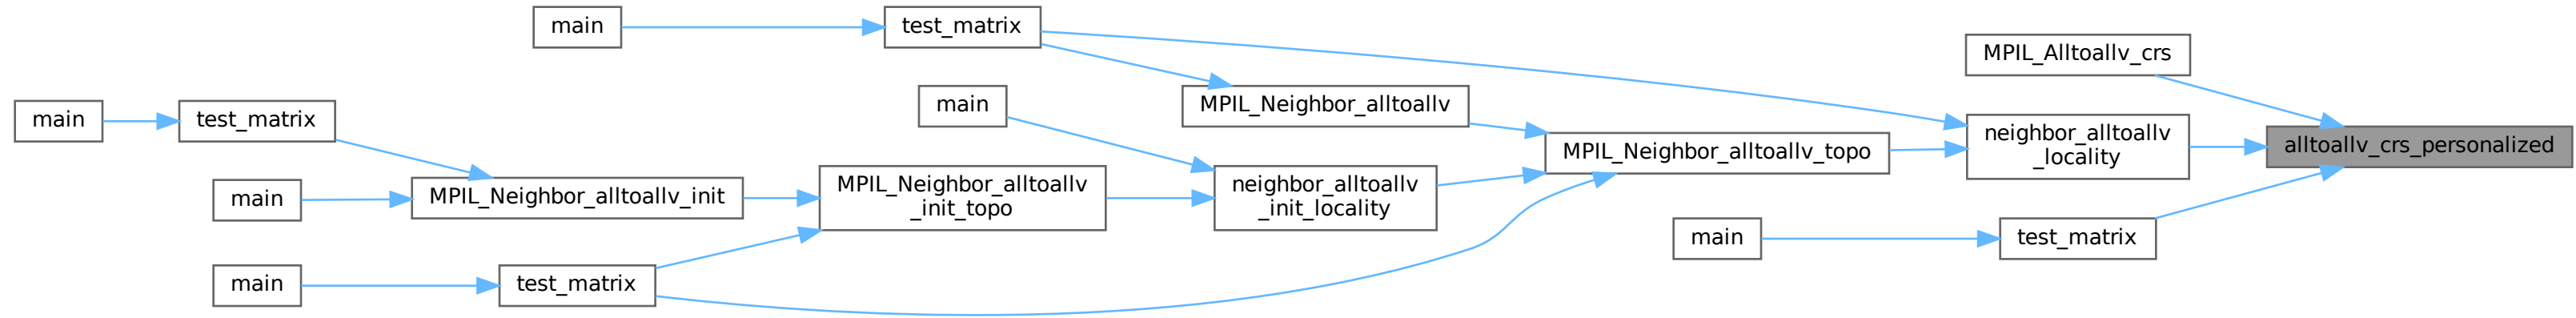 main
test_matrix
MPIL_Alltoallv_crs
main
test_matrix
main
MPIL_Neighbor_alltoallv
neighbor_alltoallv
_locality
alltoallv_crs_personalized
MPIL_Neighbor_alltoallv_topo
main
MPIL_Neighbor_alltoallv_init
MPIL_Neighbor_alltoallv
_init_topo
neighbor_alltoallv
_init_locality
main
test_matrix
main
test_matrix